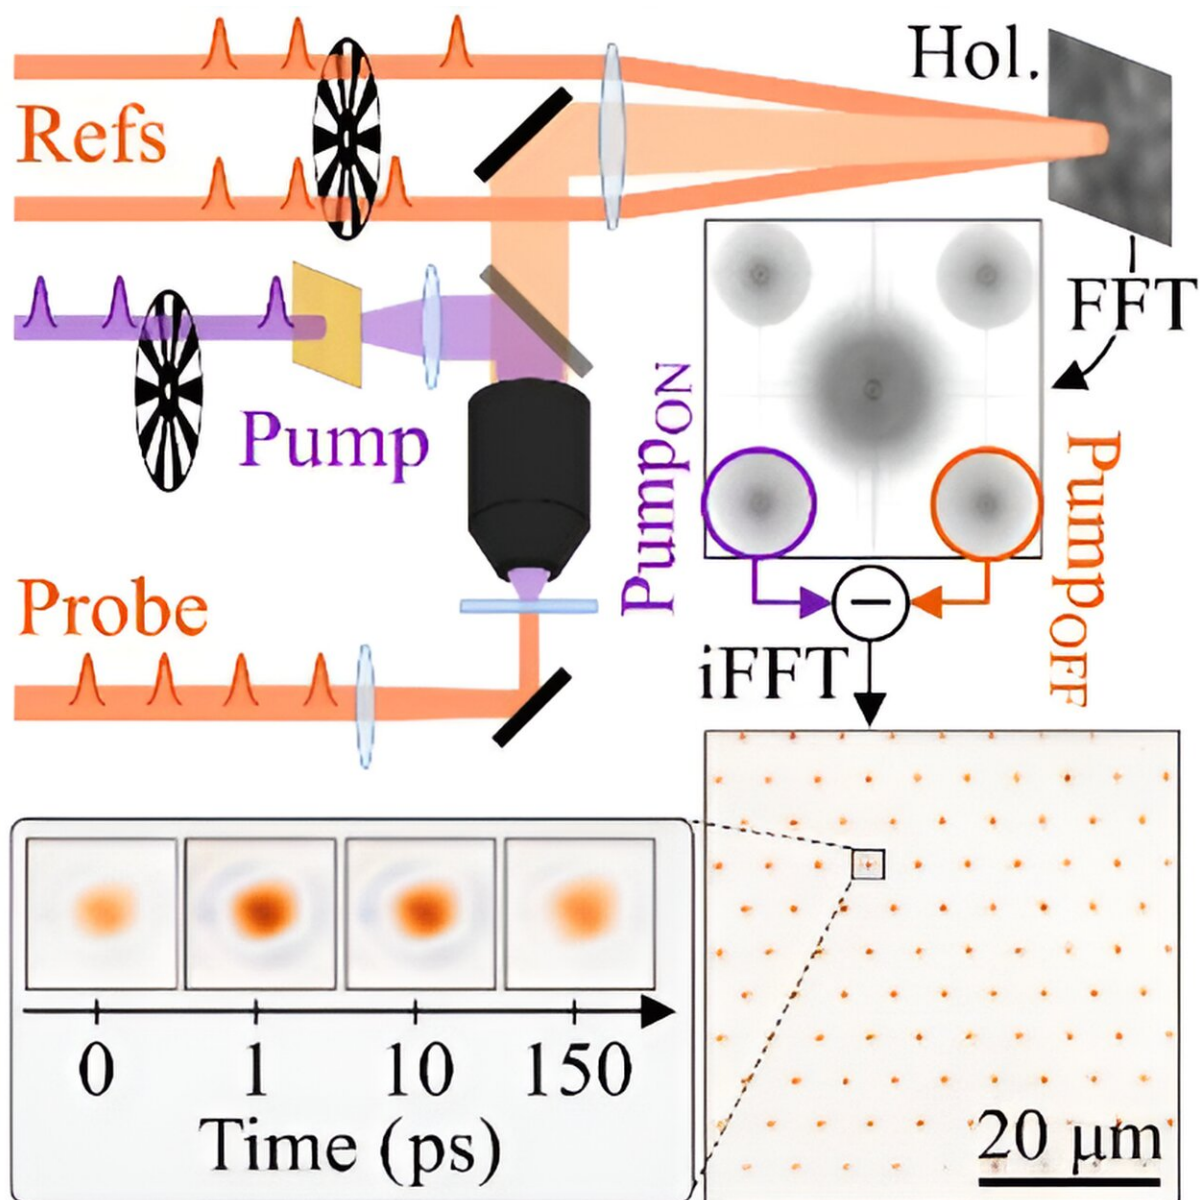 Hol.
Refs
FFT
Pump
PumpON
PumpOFF
Probe
iFFT
0 1 10 150
Time (ps)
20 μm